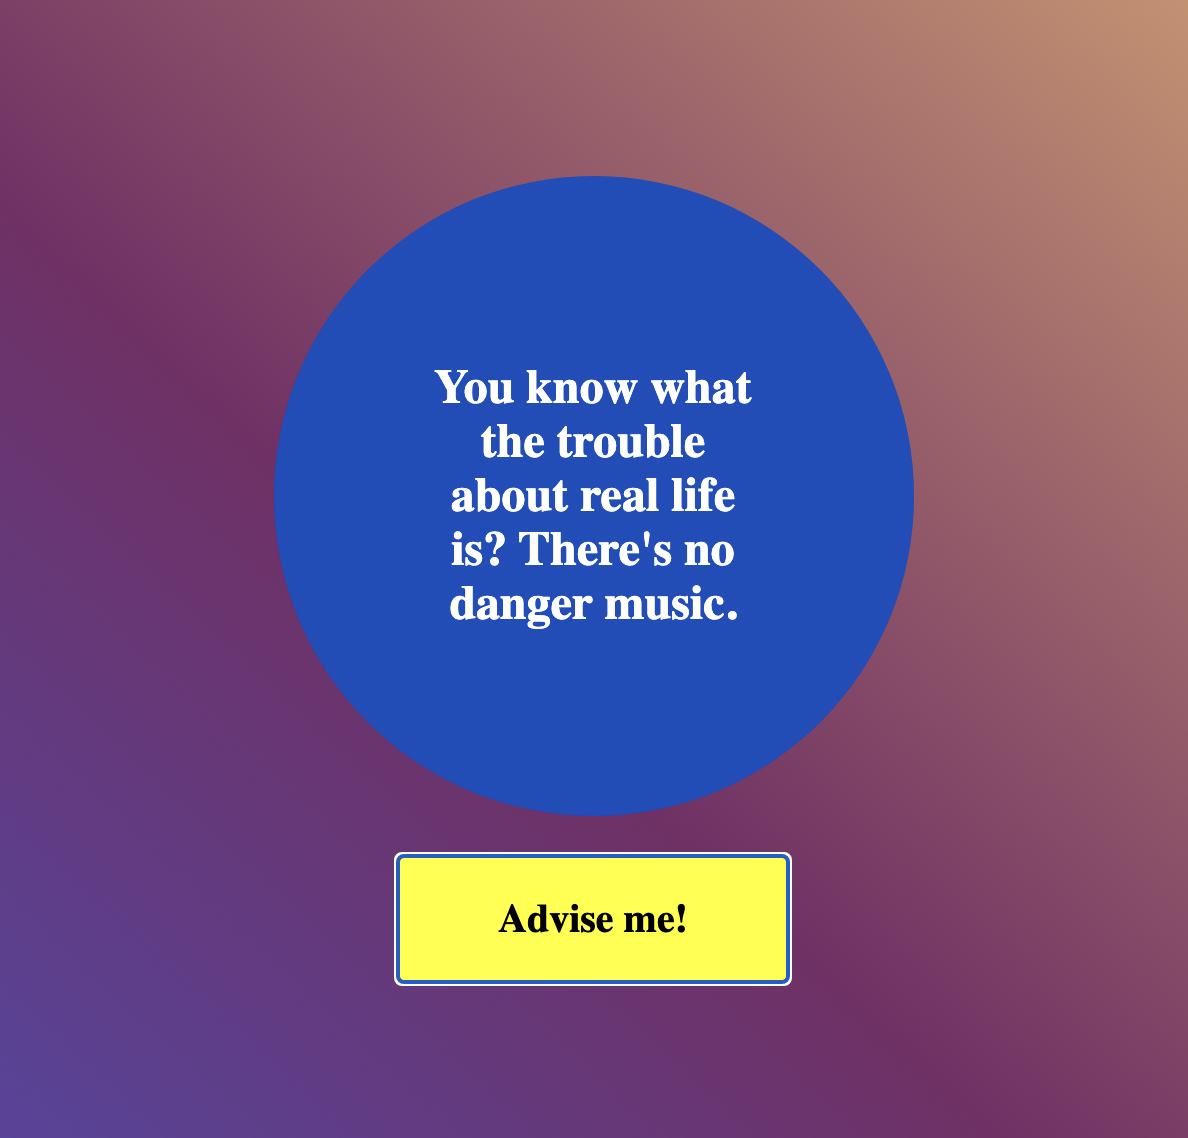 You know what
the trouble
about real life
is? There's no
danger music.
Advise me!